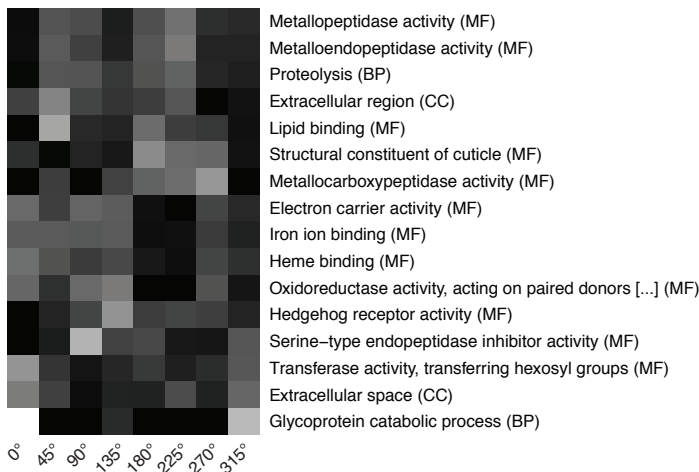 Metallopeptidase activity (MF)
Metalloendopeptidase activity (MF)
Proteolysis (BP)
Extracellular region (CC)
Lipid binding (MF)
Structural constituent of cuticle (MF)
Metallocarboxypeptidase activity (MF)
Electron carrier activity (MF)
Iron ion binding (MF)
Heme binding (MF)
Oxidoreductase activity, acting on paired donors [...] (MF)
Hedgehog receptor activity (MF)
Serine−type endopeptidase inhibitor activity (MF)
Transferase activity, transferring hexosyl groups (MF)
Extracellular space (CC)
Glycoprotein catabolic process (BP)
0° 45° 90° 135° 180° 225° 270° 315°